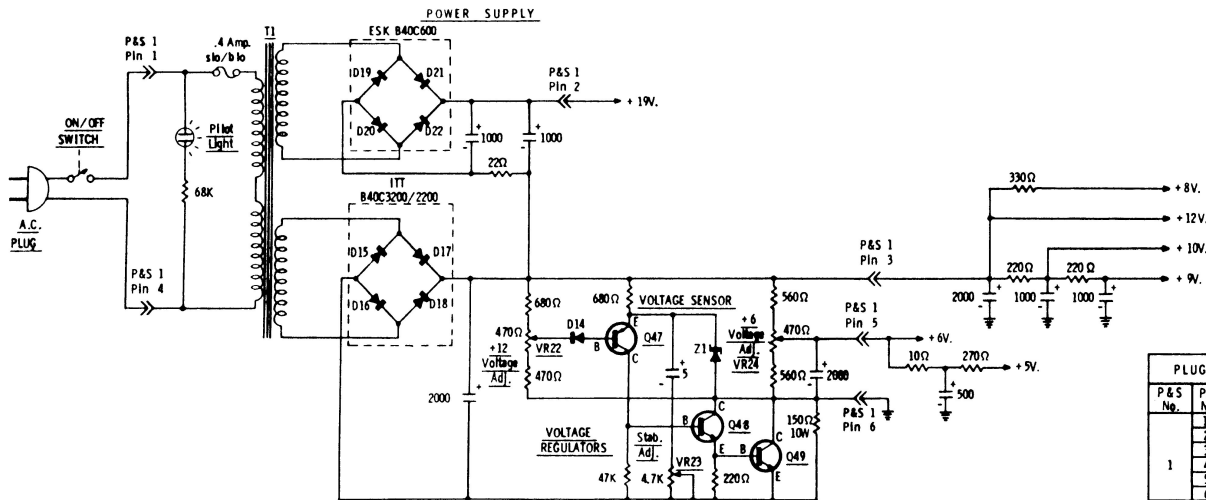 POWER SUPPLY
ESK B40C600
T1
P&S 1
Pin 1
.4 Amp.
slo/blo
D19
D21
D20
D22
P&S 1
Pin 2
+ 19V.
+
1000
-
+
1000
-
22Ω
ON/OFF
SWITCH
Pilot
Light
68K
A.C.
PLUG
P&S 1
Pin 4
ITT
B40C3200/2200
D15
D17
D16
D18
2000
+
-
680Ω
470Ω
VR22
+12
Voltage
Adj.
470Ω
D14
680Ω
VOLTAGE SENSOR
E
B
Q47
C
+
5
-
Z1
+ 6
Voltage
Adj.
VR24
560Ω
470Ω
560Ω
+
2000
-
P&S 1
Pin 3
P&S 1
Pin 5
P&S 1
Pin 6
VOLTAGE
REGULATORS
Stab.
Adj.
47K
4.7K
VR23
C
B
Q48
E
220Ω
B
C
Q49
E
150Ω
10W
330Ω
+ 8V.
+ 12V.
+ 10V.
+ 9V.
220Ω
220Ω
2000
+
-
1000
+
-
1000
+
-
+6V.
10Ω
270Ω
+ 5V.
+
500
-
PLUG
P & S
No.
1